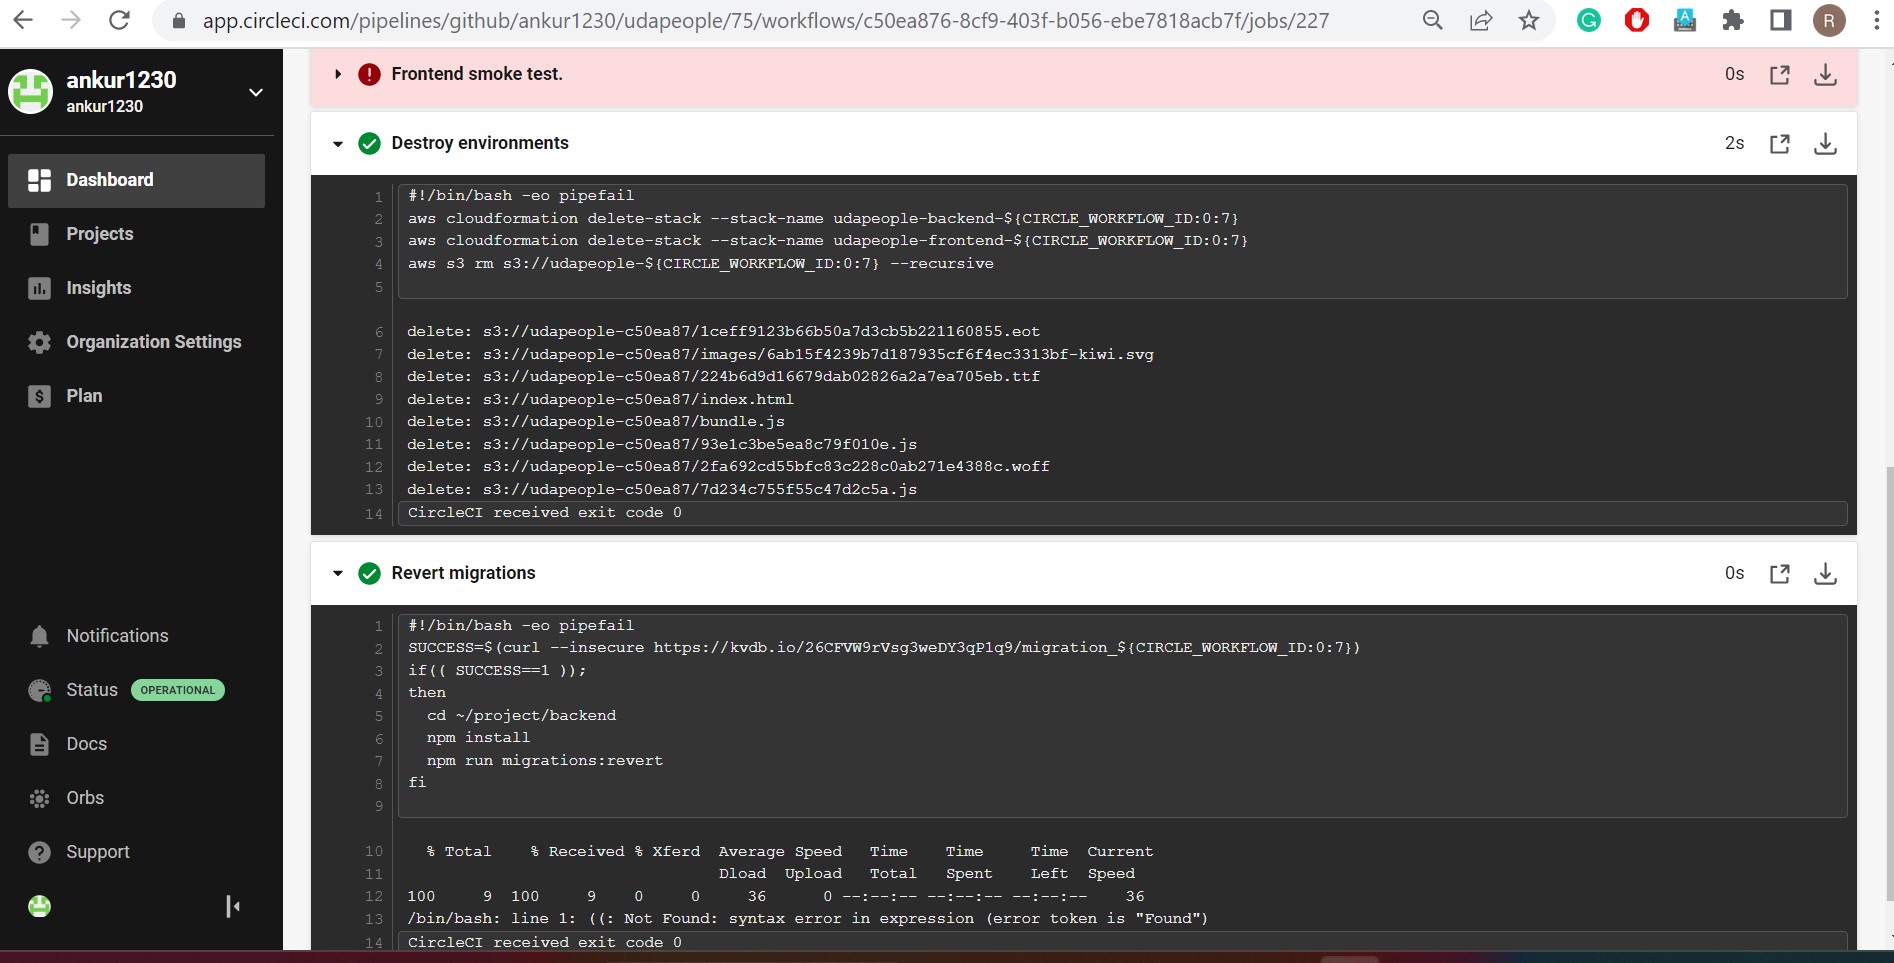 app.circleci.com/pipelines/github/ankur1230/udapeople/75/workflows/c50ea876-8cf9-403f-b056-ebe7818acb7f/jobs/227
R
ankur1230
ankur1230
Dashboard
Projects
Insights
Organization Settings
Plan
Notifications
Status OPERATIONAL
Docs
Orbs
Support
Frontend smoke test. 0s
Destroy environments 2s
1 #!/bin/bash -eo pipefail
2 aws cloudformation delete-stack --stack-name udapeople-backend-${CIRCLE_WORKFLOW_ID:0:7}
3 aws cloudformation delete-stack --stack-name udapeople-frontend-${CIRCLE_WORKFLOW_ID:0:7}
4 aws s3 rm s3://udapeople-${CIRCLE_WORKFLOW_ID:0:7} --recursive
5
6 delete: s3://udapeople-c50ea87/1ceff9123b66b50a7d3cb5b221160855.eot
7 delete: s3://udapeople-c50ea87/images/6ab15f4239b7d187935cf6f4ec3313bf-kiwi.svg
8 delete: s3://udapeople-c50ea87/224b6d9d16679dab02826a2a7ea705eb.ttf
9 delete: s3://udapeople-c50ea87/index.html
10 delete: s3://udapeople-c50ea87/bundle.js
11 delete: s3://udapeople-c50ea87/93e1c3be5ea8c79f010e.js
12 delete: s3://udapeople-c50ea87/2fa692cd55bfc83c228c0ab271e4388c.woff
13 delete: s3://udapeople-c50ea87/7d234c755f55c47d2c5a.js
14 CircleCI received exit code 0
Revert migrations 0s
1 #!/bin/bash -eo pipefail
2 SUCCESS=$(curl --insecure https://kvdb.io/26CFVW9rVsg3weDY3qP1q9/migration_${CIRCLE_WORKFLOW_ID:0:7})
3 if(( SUCCESS==1 ));
4 then
5 cd ~/project/backend
6 npm install
7 npm run migrations:revert
8 fi
9
10 % Total % Received % Xferd Average Speed Time Time Time Current
11 Dload Upload Total Spent Left Speed
12 100 9 100 9 0 0 36 0 --:--:-- --:--:-- --:--:-- 36
13 /bin/bash: line 1: ((: Not Found: syntax error in expression (error token is "Found")
14 CircleCI received exit code 0